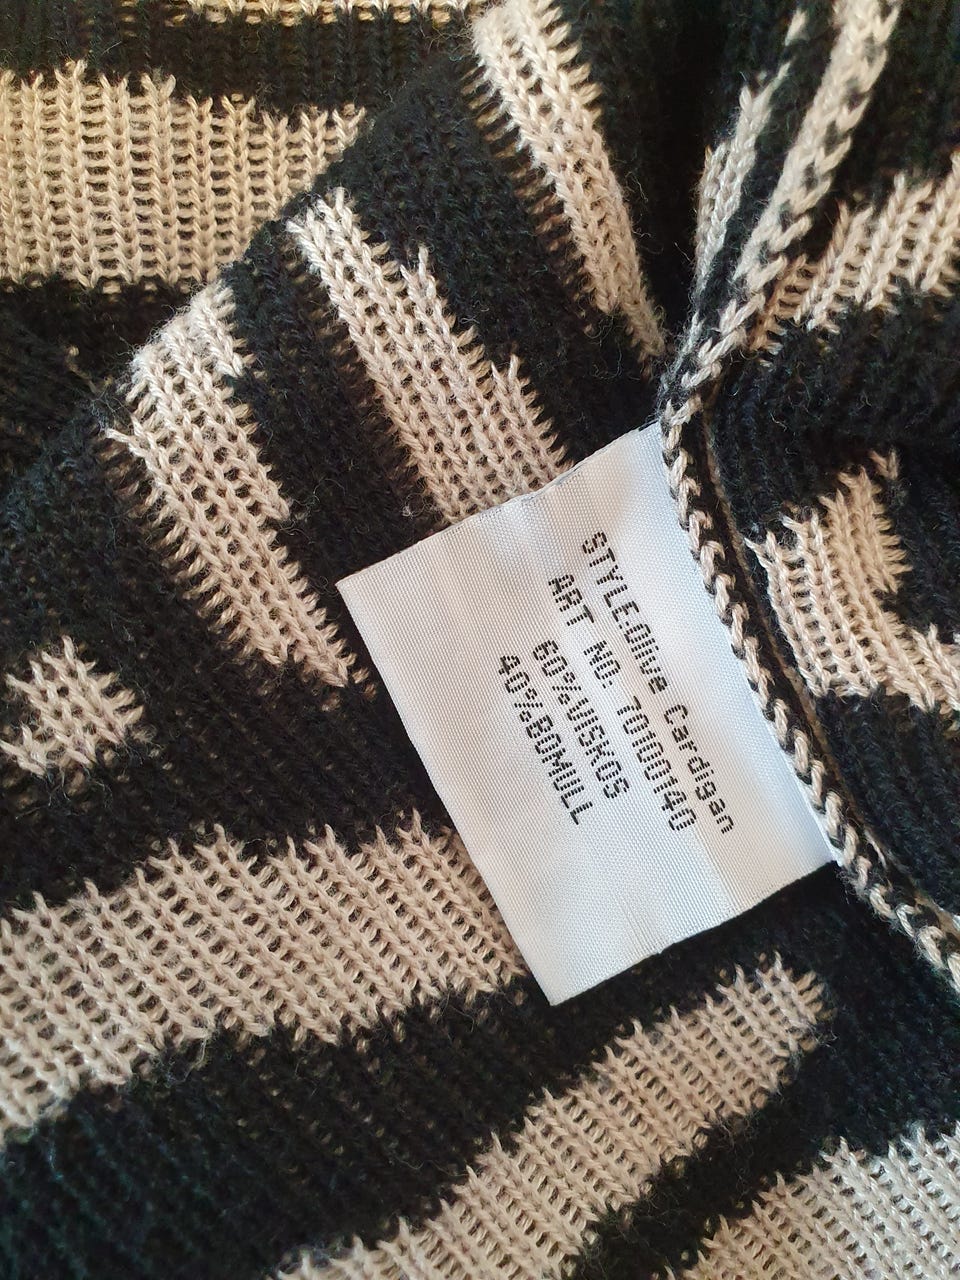 STYLE:Olive Cardigan
ART NO: 70100140
60%VISKOS
40%BOMULL